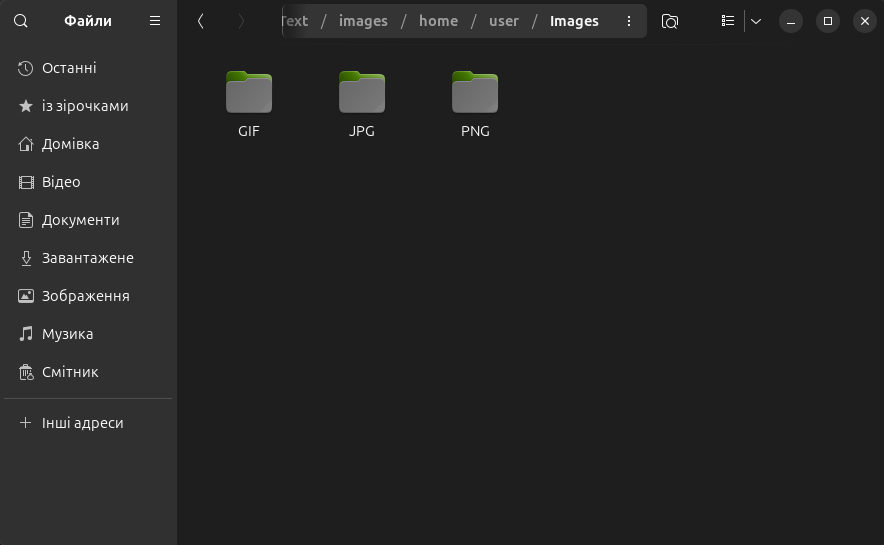 Файли
Text / images / home / user / Images
Останні
із зірочками
Домівка
Відео
Документи
Завантажене
Зображення
Музика
Смітник
Інші адреси
GIF
JPG
PNG